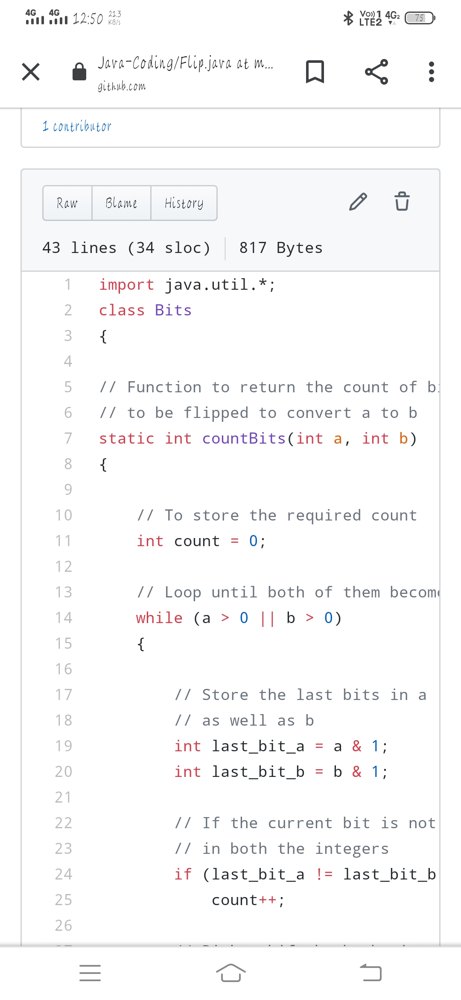 4G 4G 12:50 21.3 KB/s Vo)) 1 LTE2 4G2 75
Java-Coding/Flip.java at m...
github.com
1 contributor
Raw Blame History
43 lines (34 sloc) 817 Bytes
1 import java.util.*;
2 class Bits
3 {
4
5 // Function to return the count of
6 // to be flipped to convert a to b
7 static int countBits(int a, int b)
8 {
9
10 // To store the required count
11 int count = 0;
12
13 // Loop until both of them become
14 while (a > 0 || b > 0)
15 {
16
17 // Store the last bits in a
18 // as well as b
19 int last_bit_a = a & 1;
20 int last_bit_b = b & 1;
21
22 // If the current bit is not
23 // in both the integers
24 if (last_bit_a != last_bit_b
25 count++;
26